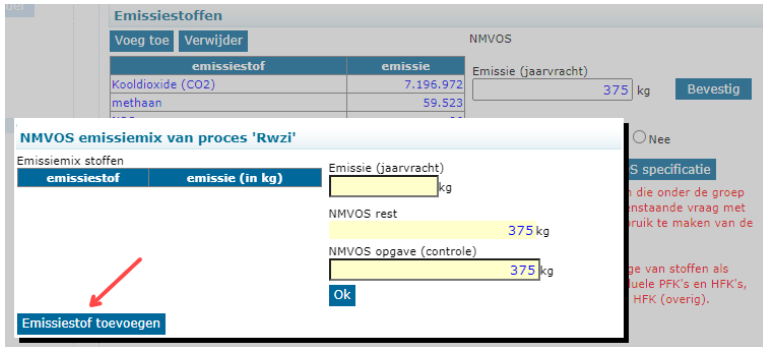 Emissiestoffen
Voeg toe Verwijder
NMVOS
emissiestof emissie
Kooldioxide (CO2) 7.196.972
methaan 59.523
Emissie (jaarvracht)
375 kg Bevestig
Nee
specificatie
die onder de groep
enstaande vraag met
ruik te maken van de
ge van stoffen als
duele PFK's en HFK's,
HFK (overig).
NMVOS emissiemix van proces 'Rwzi'
Emissiemix stoffen
emissiestof emissie (in kg)
Emissie (jaarvracht)
kg
NMVOS rest
375 kg
NMVOS opgave (controle)
375 kg
Ok
Emissiestof toevoegen